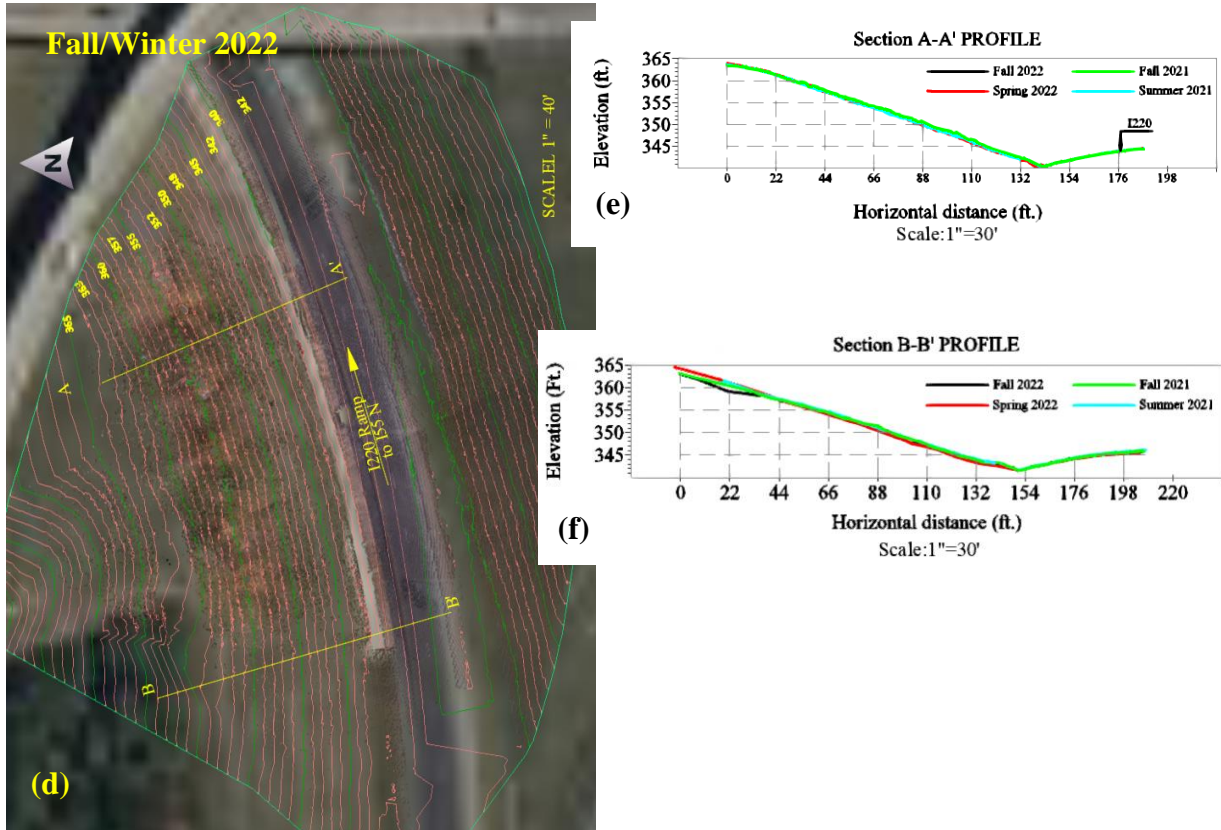 Fall/Winter 2022
N
SCALEL 1" = 40'
342
340
342
345
348
350
352
355
357
360
363
365
A
A'
I220 Ramp
to I55 N
B
B'
(d)
Section A-A' PROFILE
Elevation (ft.)
365
360
355
350
345
Fall 2022
Fall 2021
Spring 2022
Summer 2021
I220
0 22 44 66 88 110 132 154 176 198
Horizontal distance (ft.)
Scale:1"=30'
(e)
Section B-B' PROFILE
Elevation (Ft.)
365
360
355
350
345
Fall 2022
Fall 2021
Spring 2022
Summer 2021
0 22 44 66 88 110 132 154 176 198 220
Horizontal distance (ft.)
Scale:1"=30'
(f)